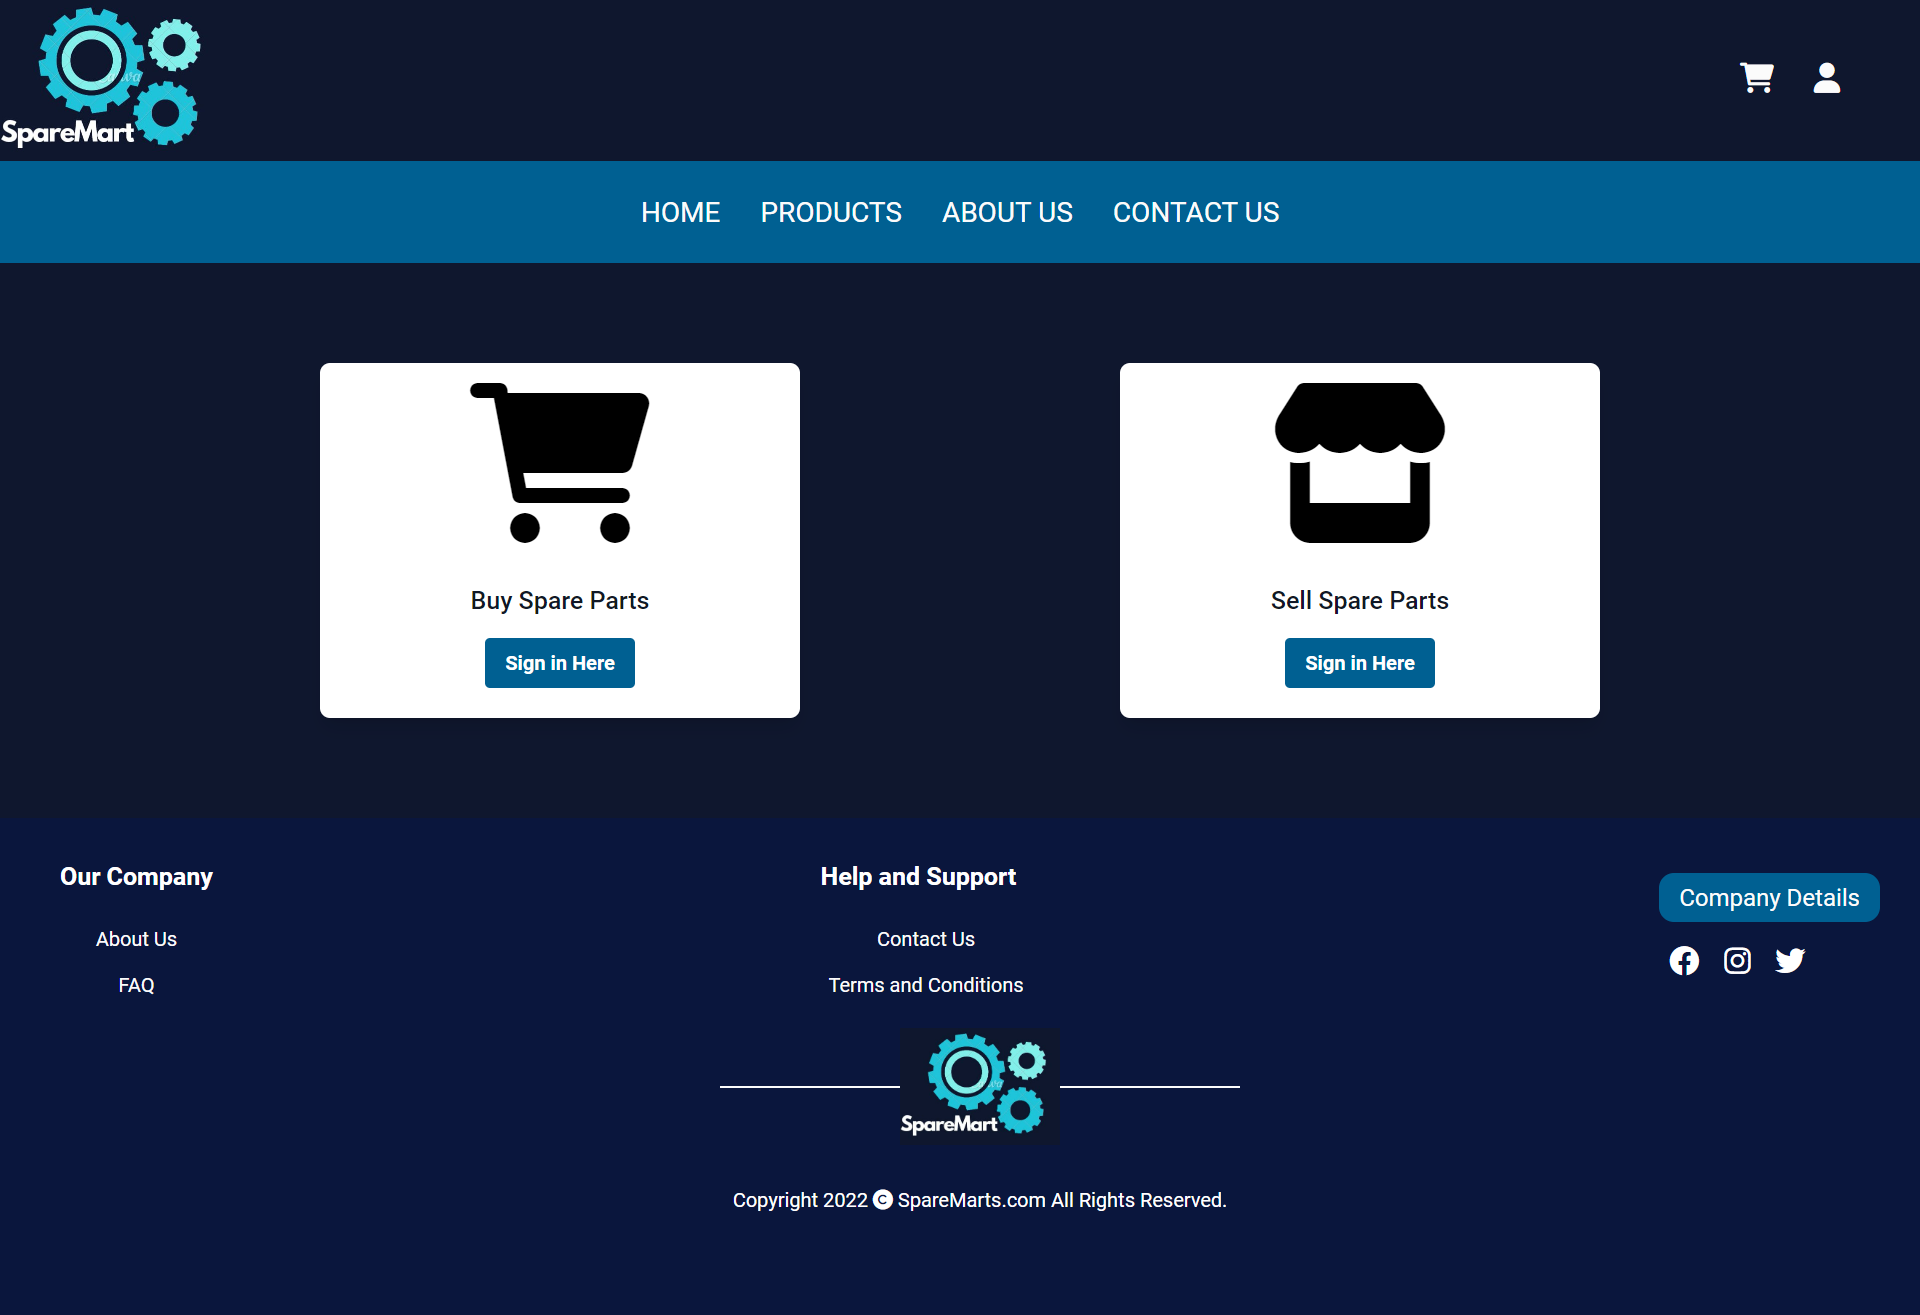 SpareMart
HOME PRODUCTS ABOUT US CONTACT US
Buy Spare Parts
Sign in Here
Sell Spare Parts
Sign in Here
Our Company
About Us
FAQ
Help and Support
Contact Us
Terms and Conditions
Company Details
SpareMart
Copyright 2022 © SpareMarts.com All Rights Reserved.